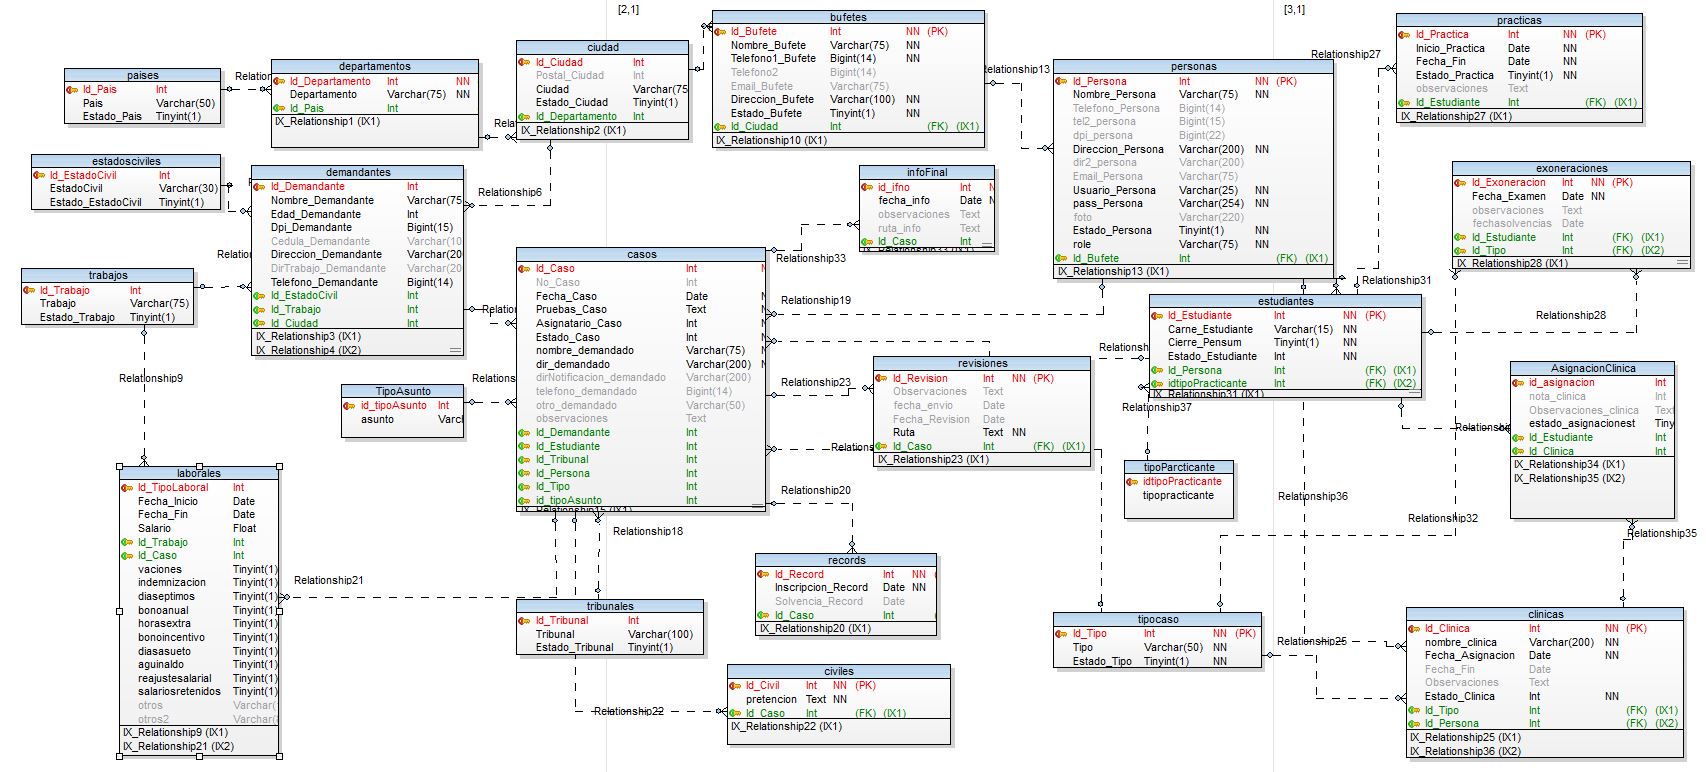 [2,1]
[3,1]
paises
Id_Pais Int
Pais Varchar(50)
Estado_Pais Tinyint(1)
Relation
departamentos
Id_Departamento Int NN
Departamento Varchar(75) NN
Id_Pais Int
IX_Relationship1 (IX1)
Rela
ciudad
Id_Ciudad Int
Postal_Ciudad Int
Ciudad Varchar(75
Estado_Ciudad Tinyint(1)
Id_Departamento Int
IX_Relationship2 (IX1)
bufetes
Id_Bufete Int NN (PK)
Nombre_Bufete Varchar(75) NN
Telefono1_Bufete Bigint(14) NN
Telefono2 Bigint(14)
Email_Bufete Varchar(75)
Direccion_Bufete Varchar(100) NN
Estado_Bufete Tinyint(1) NN
Id_Ciudad Int (FK) (IX1)
IX_Relationship10 (IX1)
elationship13
personas
Id_Persona Int NN (PK)
Nombre_Persona Varchar(75) NN
Telefono_Persona Bigint(14)
tel2_persona Bigint(15)
dpi_persona Bigint(22)
Direccion_Persona Varchar(200) NN
dir2_persona Varchar(200)
Email_Persona Varchar(75)
Usuario_Persona Varchar(25) NN
pass_Persona Varchar(254) NN
foto Varchar(220)
Estado_Persona Tinyint(1) NN
role Varchar(75) NN
Id_Bufete Int (FK) (IX1)
IX_Relationship13 (IX1)
Relationship27
practicas
Id_Practica Int NN (PK)
Inicio_Practica Date NN
Fecha_Fin Date NN
Estado_Practica Tinyint(1) NN
observaciones Text
Id_Estudiante Int (FK) (IX1)
IX_Relationship27 (IX1)
estadosciviles
Id_EstadoCivil Int
EstadoCivil Varchar(30)
Estado_EstadoCivil Tinyint(1)
demandantes
Id_Demandante Int
Nombre_Demandante Varchar(75
Edad_Demandante Int
Dpi_Demandante Bigint(15)
Cedula_Demandante Varchar(10
Direccion_Demandante Varchar(20
DirTrabajo_Demandante Varchar(20
Telefono_Demandante Bigint(14)
Id_EstadoCivil Int
Id_Trabajo Int
Id_Ciudad Int
IX_Relationship3 (IX1)
IX_Relationship4 (IX2)
Relation
Relationship6
Relation
infoFinal
id_ifno Int N
fecha_info Date N
observaciones Text
ruta_info Text
Id_Caso Int
IX_Relationship33 (IX1)
Relationship33
exoneraciones
Id_Exoneracion Int NN (PK)
Fecha_Examen Date NN
observaciones Text
fechasolvencias Date
Id_Estudiante Int (FK) (IX1)
Id_Tipo Int (FK) (IX2)
IX_Relationship28 (IX1)
trabajos
Id_Trabajo Int
Trabajo Varchar(75)
Estado_Trabajo Tinyint(1)
Relationship9
casos
Id_Caso Int N
No_Caso Int
Fecha_Caso Date N
Pruebas_Caso Text N
Asignatario_Caso Int N
Estado_Caso Int N
nombre_demandado Varchar(75) N
dir_demandado Varchar(200) N
dirNotificacion_demandado Varchar(200)
telefono_demandado Bigint(14)
otro_demandado Varchar(50)
observaciones Text
Id_Demandante Int
Id_Estudiante Int
Id_Tribunal Int
Id_Persona Int
Id_Tipo Int
id_tipoAsunto Int
IX_Relationship15 (IX1)
Relationship19
Relationship31
estudiantes
Id_Estudiante Int NN (PK)
Carne_Estudiante Varchar(15) NN
Cierre_Pensum Tinyint(1) NN
Estado_Estudiante Int NN
Id_Persona Int (FK) (IX1)
idtipoPracticante Int (FK) (IX2)
IX_Relationship31 (IX1)
Relationship28
Relationsh
revisiones
Id_Revision Int NN (PK)
Observaciones Text
fecha_envio Date
Fecha_Revision Date
Ruta Text NN
Id_Caso Int (FK) (IX1)
IX_Relationship23 (IX1)
Relationship23
Relations
AsignacionClinica
id_asignacion Int
nota_clinica Int
Observaciones_clinica Text
estado_asignacionest Tiny
Id_Estudiante Int
Id_Clinica Int
IX_Relationship34 (IX1)
IX_Relationship35 (IX2)
Relationship
TipoAsunto
id_tipoAsunto Int
asunto Varcl
Relations
Relationship37
tipoParcticante
idtipoPracticante
tipopracticante
laborales
Id_TipoLaboral Int
Fecha_Inicio Date
Fecha_Fin Date
Salario Float
Id_Trabajo Int
Id_Caso Int
vaciones Tinyint(1)
indemnizacion Tinyint(1)
diaseptimos Tinyint(1)
bonoanual Tinyint(1)
horasextra Tinyint(1)
bonoincentivo Tinyint(1)
diasasueto Tinyint(1)
aguinaldo Tinyint(1)
reajustesalarial Tinyint(1)
salariosretenidos Tinyint(1)
otros Varchar(
otros2 Varchar(
IX_Relationship9 (IX1)
IX_Relationship21 (IX2)
Relationship21
Relationship20
Relationship18
Relationship36
Relationship32
Relationship35
records
Id_Record Int NN (
Inscripcion_Record Date NN
Solvencia_Record Date
Id_Caso Int
IX_Relationship20 (IX1)
tribunales
Id_Tribunal Int
Tribunal Varchar(100)
Estado_Tribunal Tinyint(1)
tipocaso
Id_Tipo Int NN (PK)
Tipo Varchar(50) NN
Estado_Tipo Tinyint(1) NN
Relationship25
clinicas
Id_Clinica Int NN (PK)
nombre_clinica Varchar(200) NN
Fecha_Asignacion Date NN
Fecha_Fin Date
Observaciones Text
Estado_Clinica Int NN
Id_Tipo Int (FK) (IX1)
Id_Persona Int (FK) (IX2)
IX_Relationship25 (IX1)
IX_Relationship36 (IX2)
civiles
Id_Civil Int NN (PK)
pretencion Text NN
Id_Caso Int (FK) (IX1)
IX_Relationship22 (IX1)
Relationship22